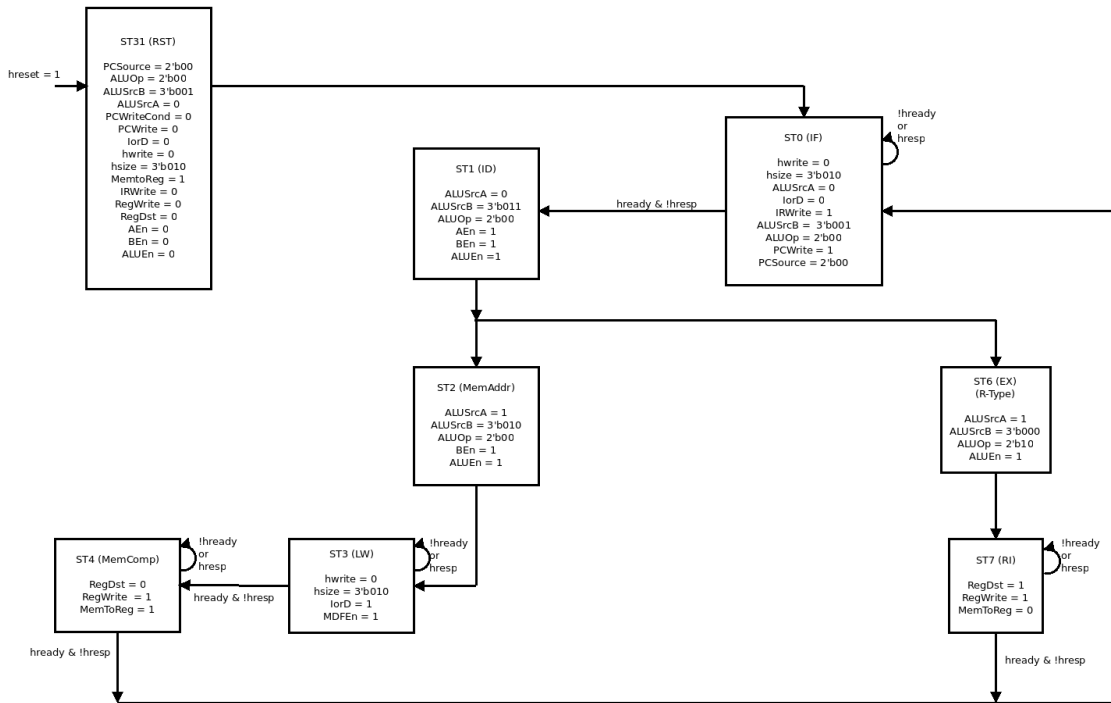 hreset = 1
ST31 (RST)
PCSource = 2'b00
ALUOp = 2'b00
ALUSrcB = 3'b001
ALUSrcA = 0
PCWriteCond = 0
PCWrite = 0
IorD = 0
hwrite = 0
hsize = 3'b010
MemtoReg = 1
IRWrite = 0
RegWrite = 0
RegDst = 0
AEn = 0
BEn = 0
ALUEn = 0
ST0 (IF)
hwrite = 0
hsize = 3'b010
ALUSrcA = 0
IorD = 0
IRWrite = 1
ALUSrcB = 3'b001
ALUOp = 2'b00
PCWrite = 1
PCSource = 2'b00
!hready
or
hresp
hready & !hresp
ST1 (ID)
ALUSrcA = 0
ALUSrcB = 3'b011
ALUOp = 2'b00
AEn = 1
BEn = 1
ALUEn =1
ST2 (MemAddr)
ALUSrcA = 1
ALUSrcB = 3'b010
ALUOp = 2'b00
BEn = 1
ALUEn = 1
ST6 (EX)
(R-Type)
ALUSrcA = 1
ALUSrcB = 3'b000
ALUOp = 2'b10
ALUEn = 1
ST4 (MemComp)
RegDst = 0
RegWrite = 1
MemToReg = 1
!hready
or
hresp
hready & !hresp
ST3 (LW)
hwrite = 0
hsize = 3'b010
IorD = 1
MDFEn = 1
!hready
or
hresp
ST7 (RI)
RegDst = 1
RegWrite = 1
MemToReg = 0
!hready
or
hresp
hready & !hresp
hready & !hresp